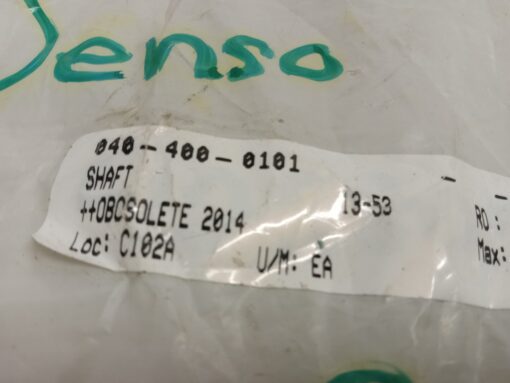 Denso
040-400-0101
SHAFT 13-53
++OBCSOLETE 2014 RO :
Loc: C102A U/M: EA Max: